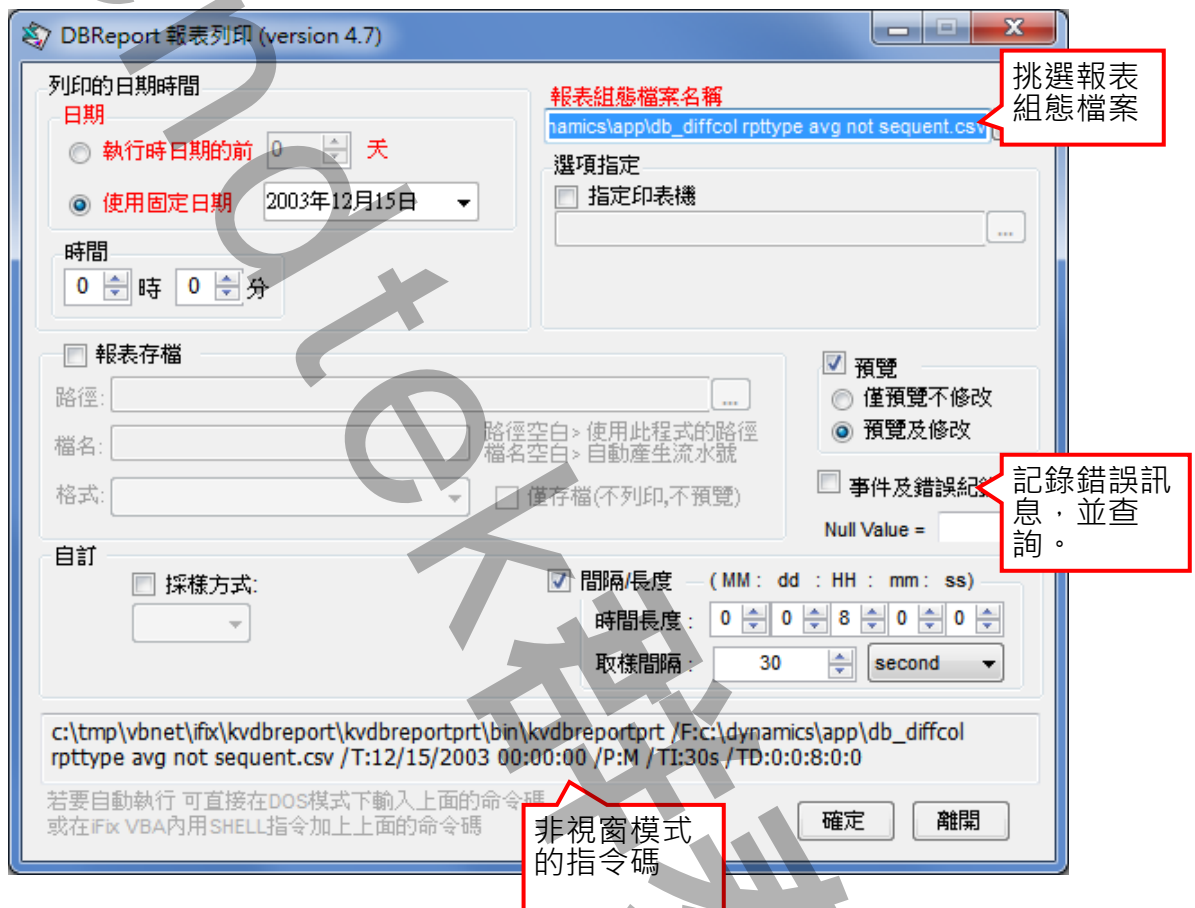 DBReport 報表列印 (version 4.7)
列印的日期時間
日期
執行時日期的前 0 天
使用固定日期 2003年12月15日
時間
0 時 0 分
報表組態檔案名稱
namics\app\db_diffcol rpttype avg not sequent.csv
挑選報表
組態檔案
選項指定
指定印表機
...
報表存檔
路徑:
...
檔名:
路徑空白> 使用此程式的路徑
檔名空白> 自動產生流水號
格式:
僅存檔(不列印,不預覽)
預覽
僅預覽不修改
預覽及修改
事件及錯誤紀
Null Value =
記錄錯誤訊
息，並查
詢。
自訂
採樣方式:
間隔/長度 (MM : dd : HH : mm : ss)
時間長度 : 0 0 8 0 0
取樣間隔 : 30 second
c:\tmp\vbnet\ifix\kvdbreport\kvdbreportprt\bin\kvdbreportprt /F:c:\dynamics\app\db_diffcol
rpttype avg not sequent.csv /T:12/15/2003 00:00:00 /P:M /TI:30s /TD:0:0:8:0:0
若要自動執行 可直接在DOS模式下輸入上面的命令碼
或在iFix VBA內用SHELL指令加上上面的命令碼
非視窗模式
的指令碼
確定
離開
ndtek